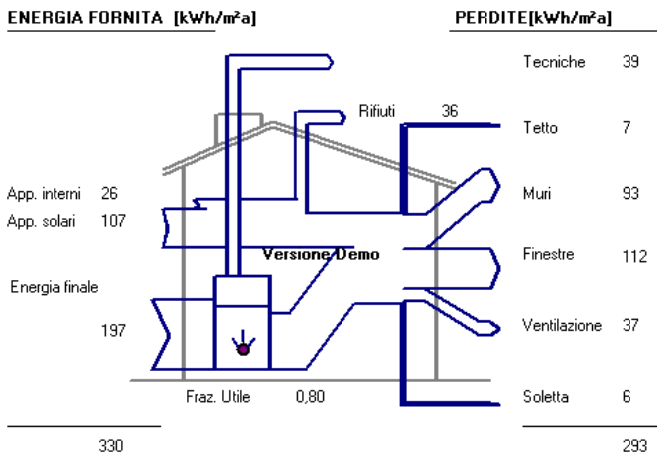 ENERGIA FORNITA [kWh/m²a] PERDITE[kWh/m²a]
Tecniche 39
Rifiuti 36
Tetto 7
App. interni 26
Muri 93
App. solari 107
Versione Demo
Finestre 112
Energia finale
197
Ventilazione 37
Fraz. Utile 0,80
Soletta 6
330 293